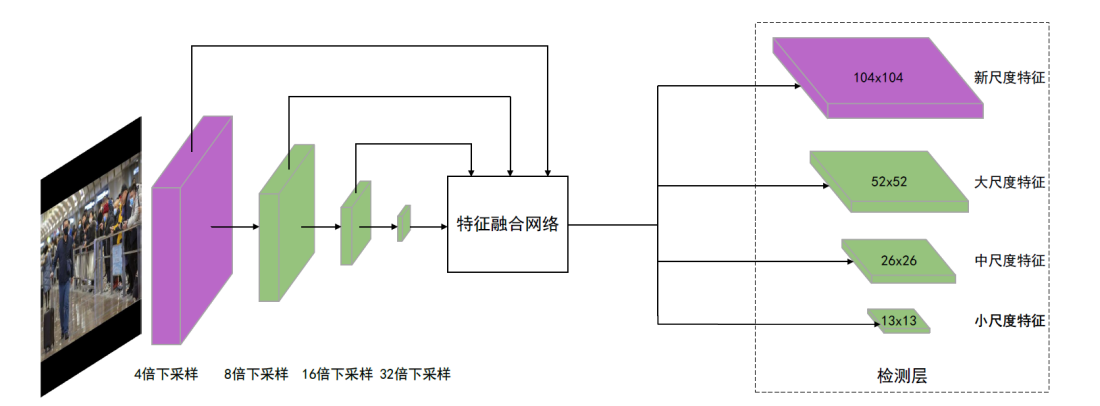 104x104
新尺度特征
52x52
大尺度特征
特征融合网络
26x26
中尺度特征
13x13
小尺度特征
4倍下采样
8倍下采样
16倍下采样
32倍下采样
检测层